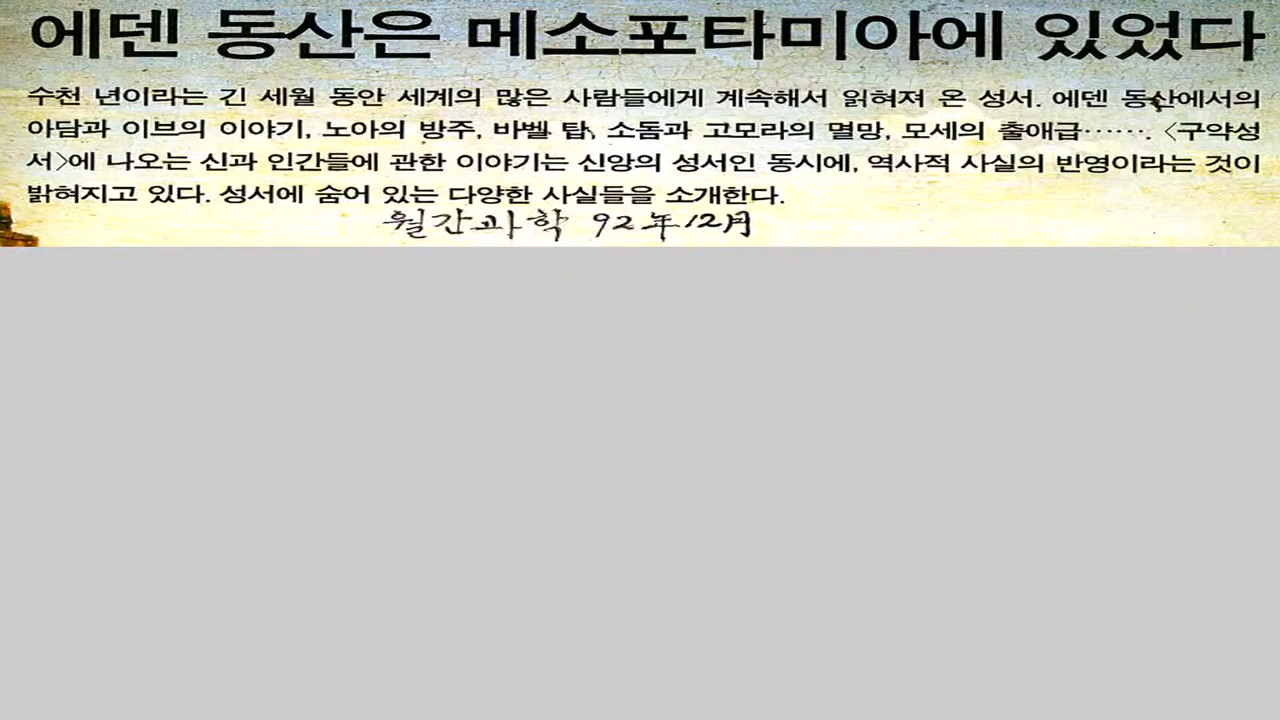 에덴 동산은 메소포타미아에 있었다
수천 년이라는 긴 세월 동안 세계의 많은 사람들에게 계속해서 읽혀져 온 성서. 에덴 동산에서의
아담과 이브의 이야기, 노아의 방주, 바벨 탑, 소돔과 고모라의 멸망, 모세의 출애급……. 〈구약성
서〉에 나오는 신과 인간들에 관한 이야기는 신앙의 성서인 동시에, 역사적 사실의 반영이라는 것이
밝혀지고 있다. 성서에 숨어 있는 다양한 사실들을 소개한다.
월간과학 92年 12月